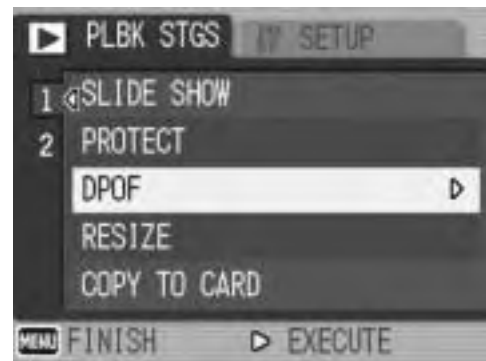 PLBK STGS SETUP
1 SLIDE SHOW
2 PROTECT
DPOF
RESIZE
COPY TO CARD
MENU FINISH EXECUTE